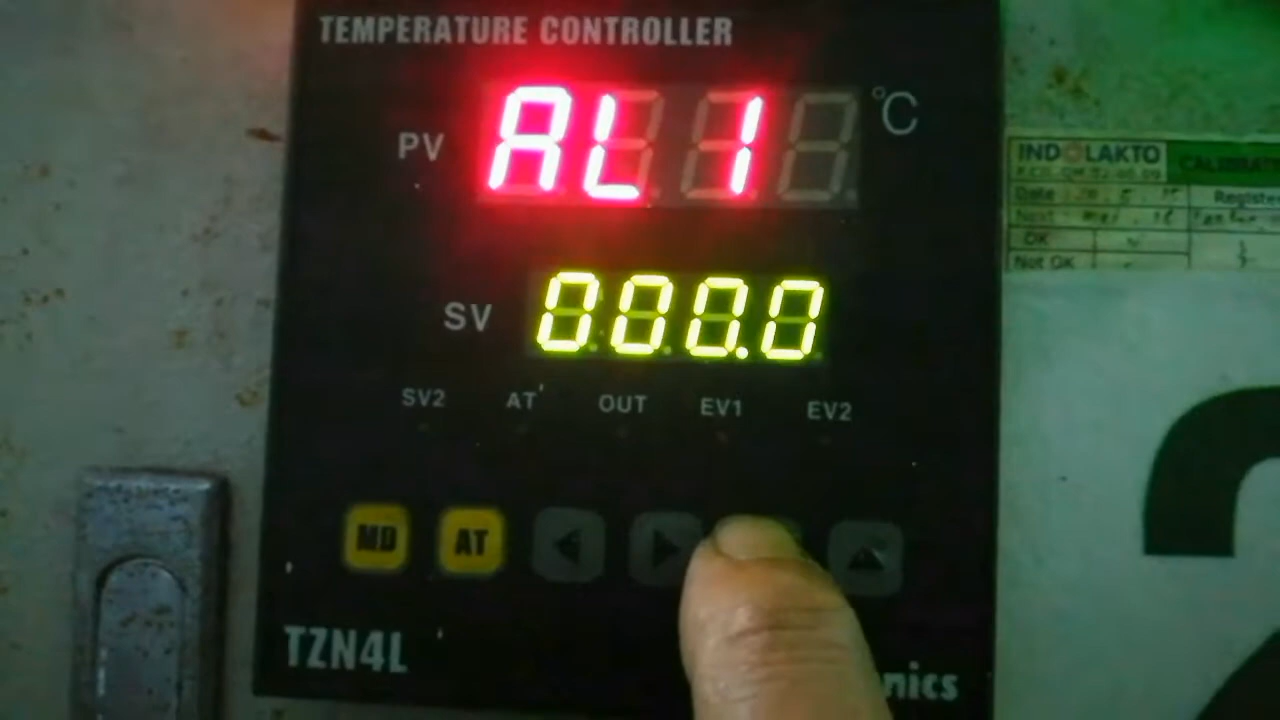 TEMPERATURE CONTROLLER
PV
AL1
°C
SV
000.0
SV2 AT OUT EV1 EV2
MD AT
TZN4L
nics
INDOLAKTO
Date
Next
OK
Not OK
2